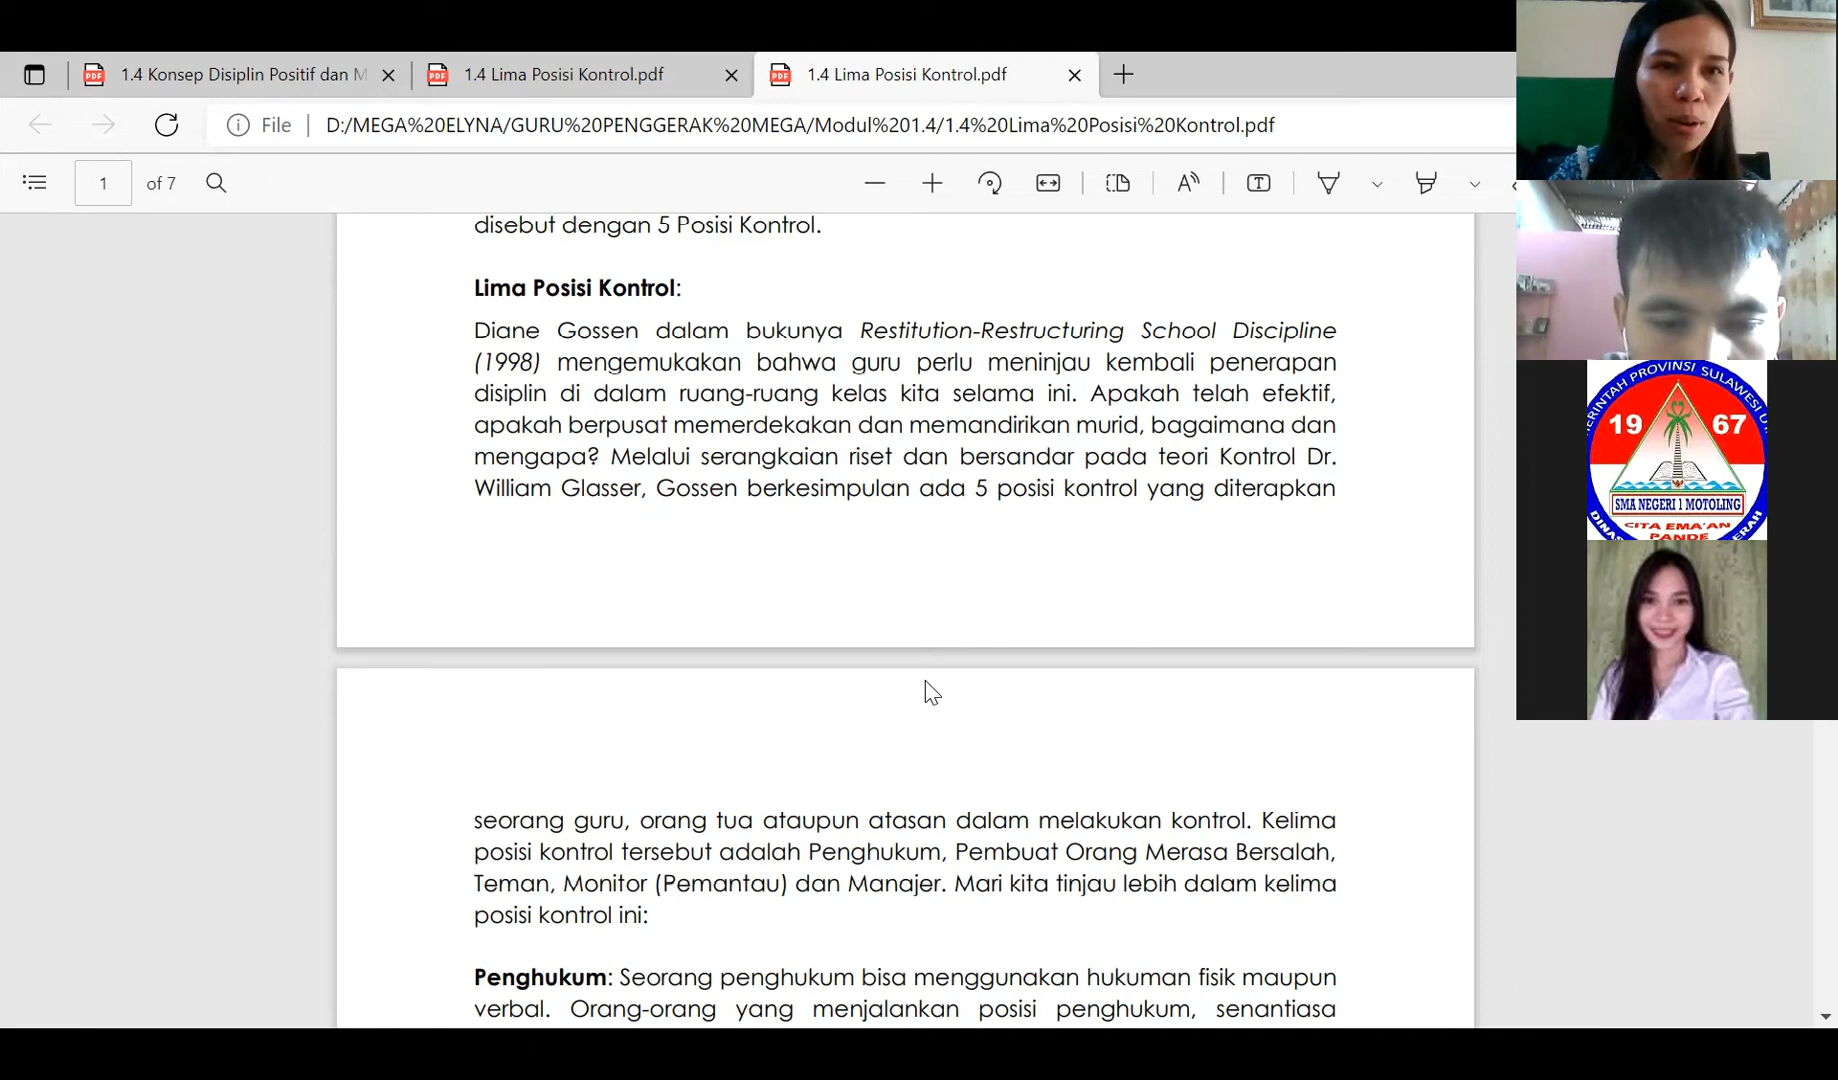 1.4 Konsep Disiplin Positif dan M
1.4 Lima Posisi Kontrol.pdf
1.4 Lima Posisi Kontrol.pdf
File
D:/MEGA%20ELYNA/GURU%20PENGGERAK%20MEGA/Modul%201.4/1.4%20Lima%20Posisi%20Kontrol.pdf
1 of 7
disebut dengan 5 Posisi Kontrol.
Lima Posisi Kontrol:
Diane Gossen dalam bukunya Restitution-Restructuring School Discipline
(1998) mengemukakan bahwa guru perlu meninjau kembali penerapan
disiplin di dalam ruang-ruang kelas kita selama ini. Apakah telah efektif,
apakah berpusat memerdekakan dan memandirikan murid, bagaimana dan
mengapa? Melalui serangkaian riset dan bersandar pada teori Kontrol Dr.
William Glasser, Gossen berkesimpulan ada 5 posisi kontrol yang diterapkan
seorang guru, orang tua ataupun atasan dalam melakukan kontrol. Kelima
posisi kontrol tersebut adalah Penghukum, Pembuat Orang Merasa Bersalah,
Teman, Monitor (Pemantau) dan Manajer. Mari kita tinjau lebih dalam kelima
posisi kontrol ini:
Penghukum: Seorang penghukum bisa menggunakan hukuman fisik maupun
verbal. Orang-orang yang menjalankan posisi penghukum, senantiasa
PROVINSI
19 67
SMA NEGERI 1 MOTOLING
CITA EMA'AN
PANDE